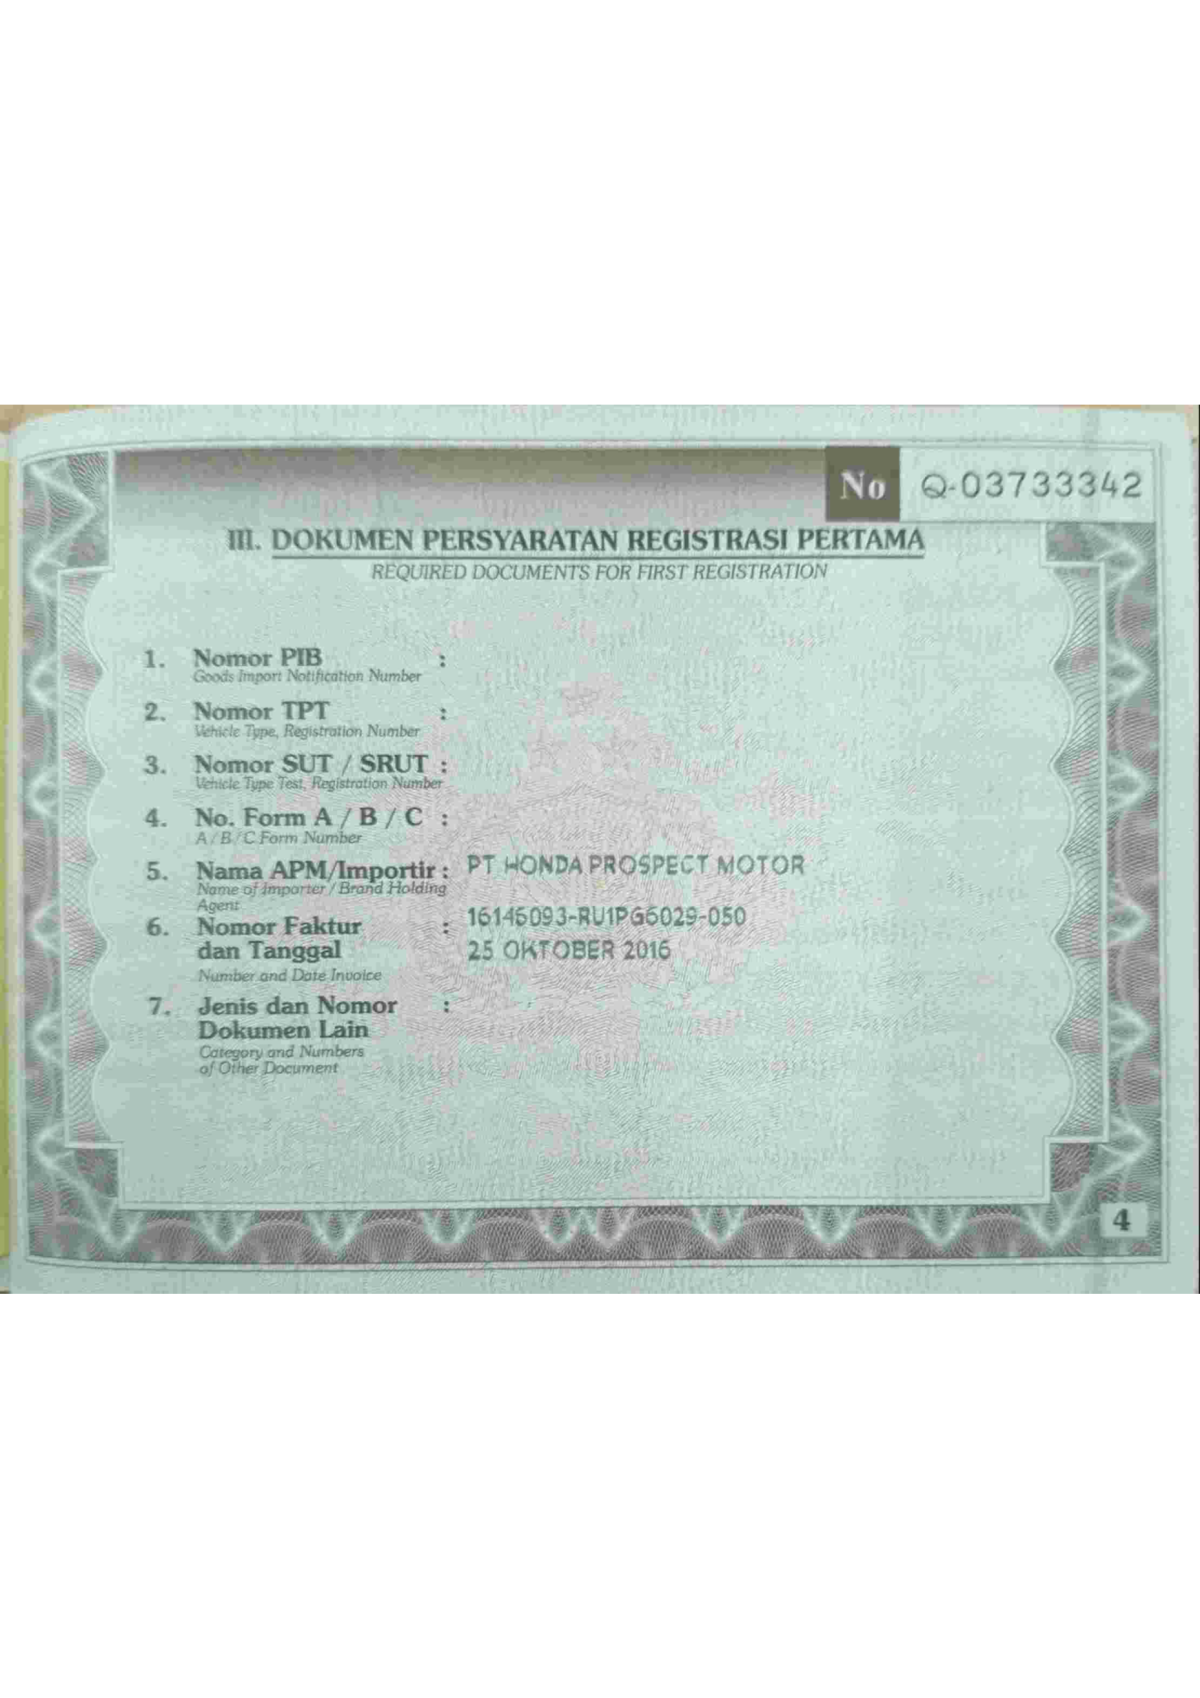 No Q-03733342
III. DOKUMEN PERSYARATAN REGISTRASI PERTAMA
REQUIRED DOCUMENTS FOR FIRST REGISTRATION
1. Nomor PIB :
Goods Import Notification Number
2. Nomor TPT :
Vehicle Type, Registration Number
3. Nomor SUT / SRUT :
Vehicle Type Test, Registration Number
4. No. Form A / B / C :
A / B / C Form Number
5. Nama APM/Importir : PT HONDA PROSPECT MOTOR
Name of Importer / Brand Holding
Agent
6. Nomor Faktur : 16146093-RU1PG6029-050
dan Tanggal 25 OKTOBER 2016
Number and Date Invoice
7. Jenis dan Nomor :
Dokumen Lain
Category and Numbers
of Other Document
4